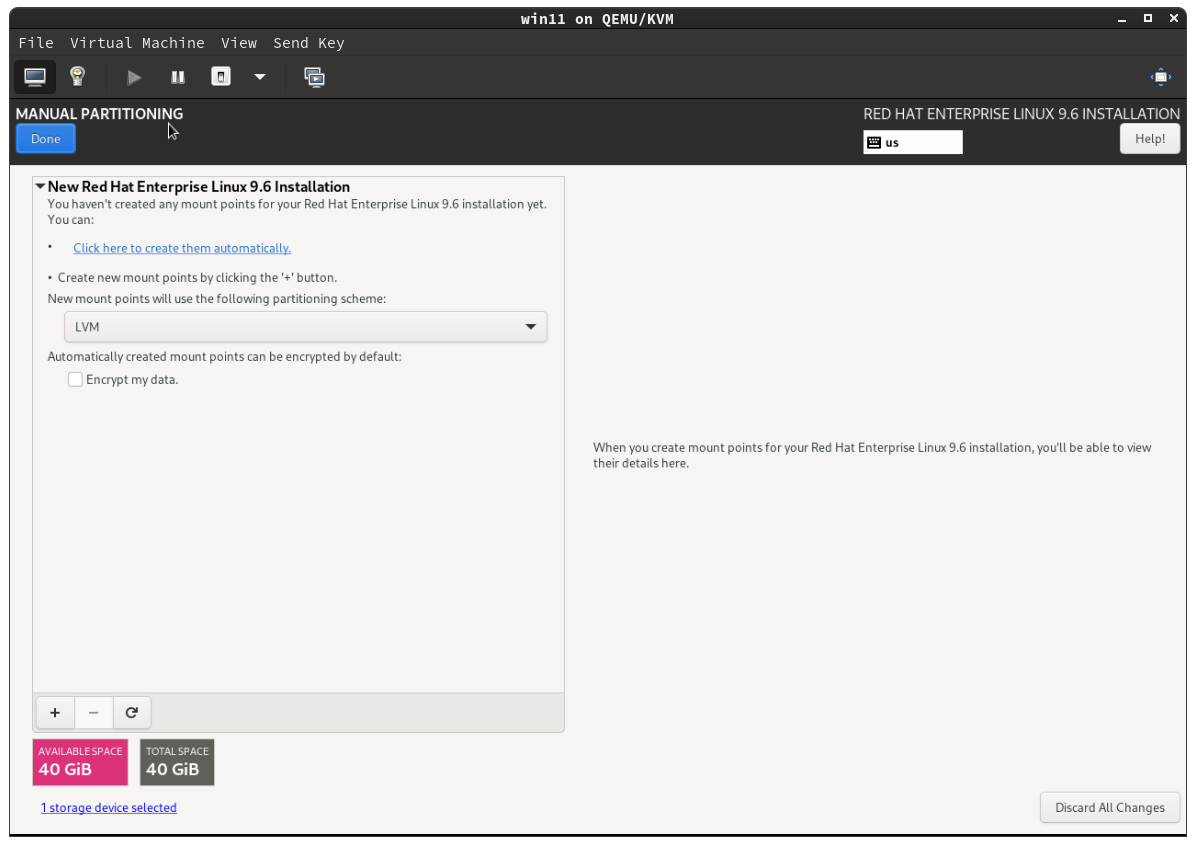 win11 on QEMU/KVM
File Virtual Machine View Send Key
MANUAL PARTITIONING
RED HAT ENTERPRISE LINUX 9.6 INSTALLATION
Done
us
Help!
New Red Hat Enterprise Linux 9.6 Installation
You haven't created any mount points for your Red Hat Enterprise Linux 9.6 installation yet.
You can:
• Click here to create them automatically.
• Create new mount points by clicking the '+' button.
New mount points will use the following partitioning scheme:
LVM
Automatically created mount points can be encrypted by default:
Encrypt my data.
When you create mount points for your Red Hat Enterprise Linux 9.6 installation, you'll be able to view
their details here.
AVAILABLE SPACE
40 GiB
TOTAL SPACE
40 GiB
1 storage device selected
Discard All Changes